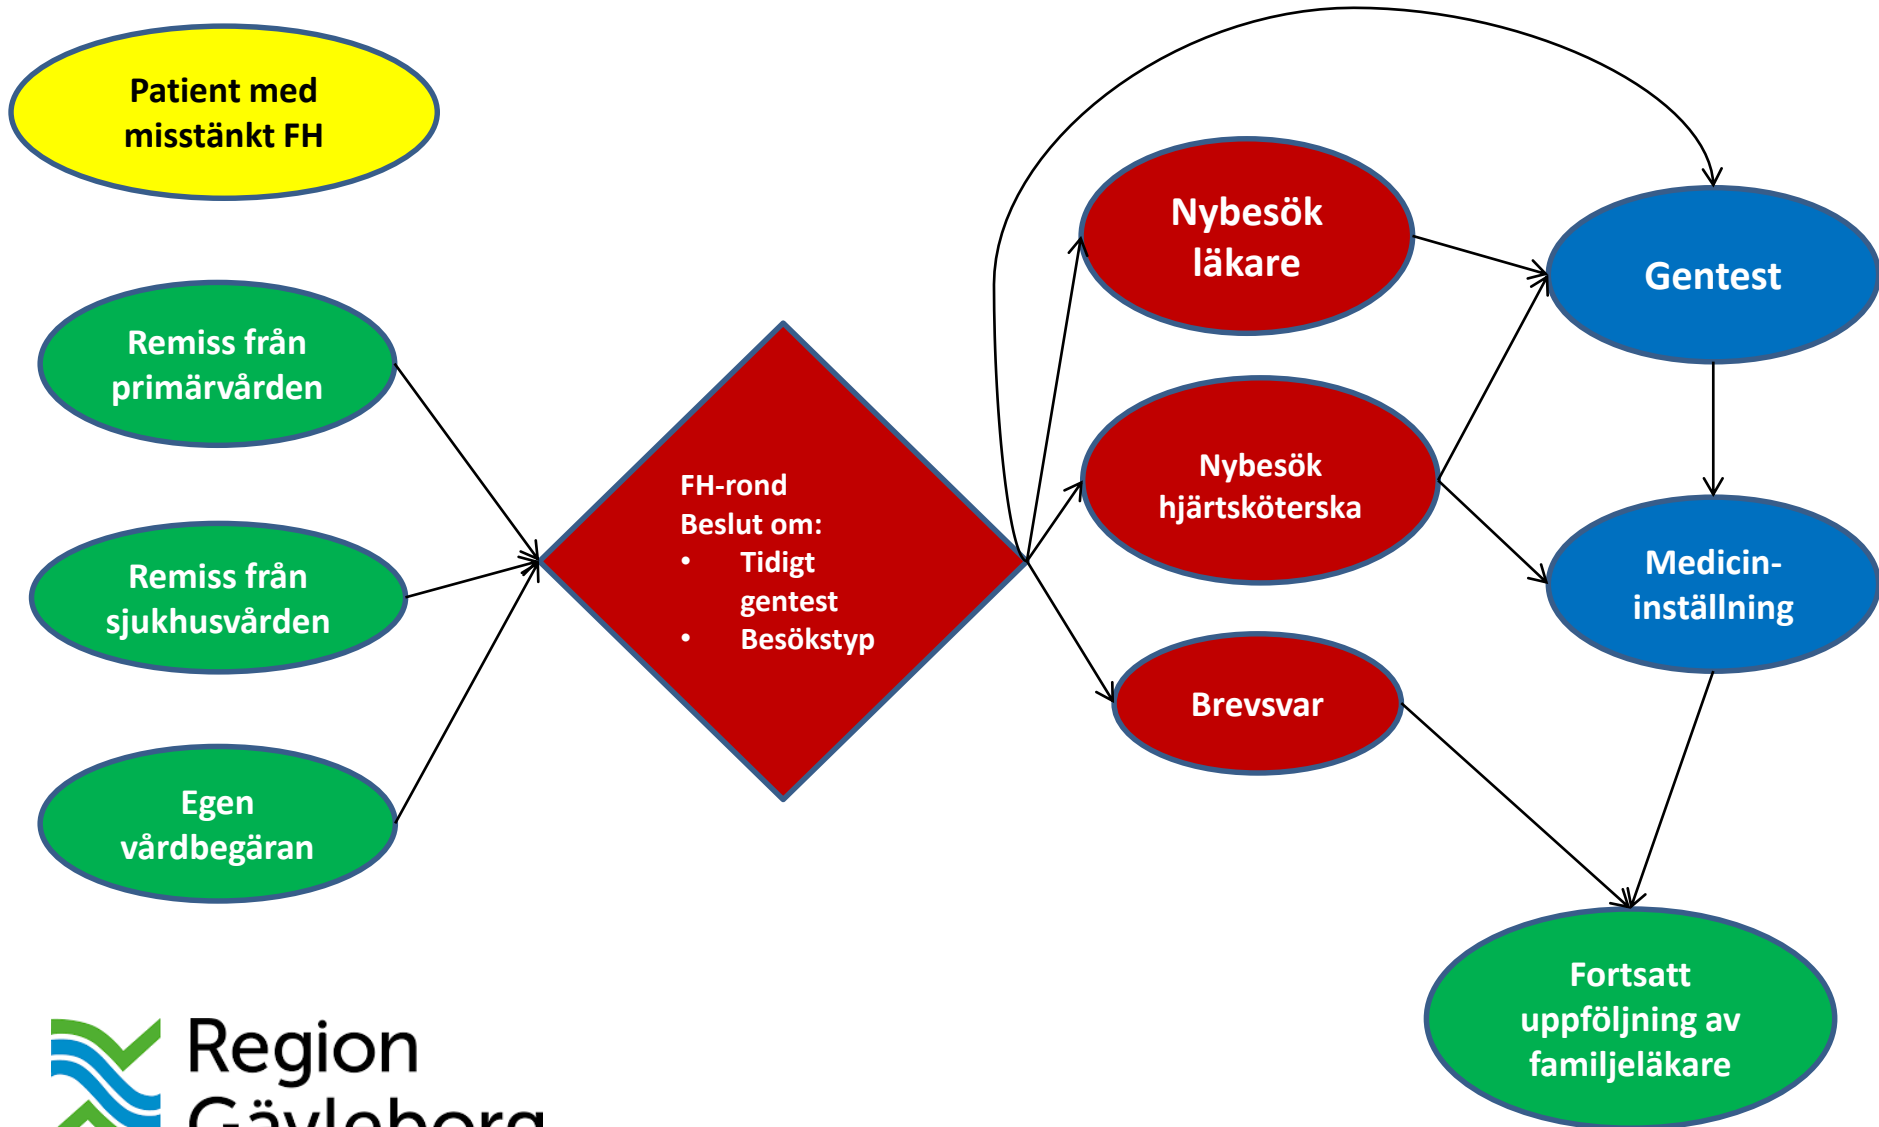 Patient med
misstänkt FH
Remiss från
primärvården
Remiss från
sjukhusvården
Egen
vårdbegäran
FH-rond
Beslut om:
• Tidigt
gentest
• Besökstyp
Nybesök
läkare
Nybesök
hjärtsköterska
Brevsvar
Gentest
Medicin-
inställning
Fortsatt
uppföljning av
familjeläkare
Region
Gävleborg